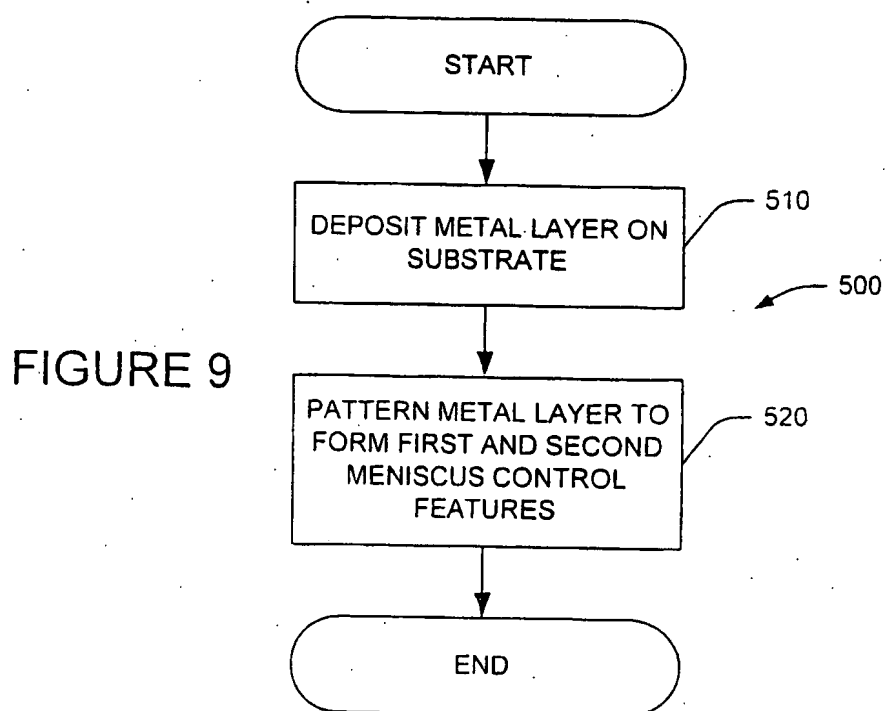 START
DEPOSIT METAL LAYER ON
SUBSTRATE
510
500
FIGURE 9
PATTERN METAL LAYER TO
FORM FIRST AND SECOND
MENISCUS CONTROL
FEATURES
520
END